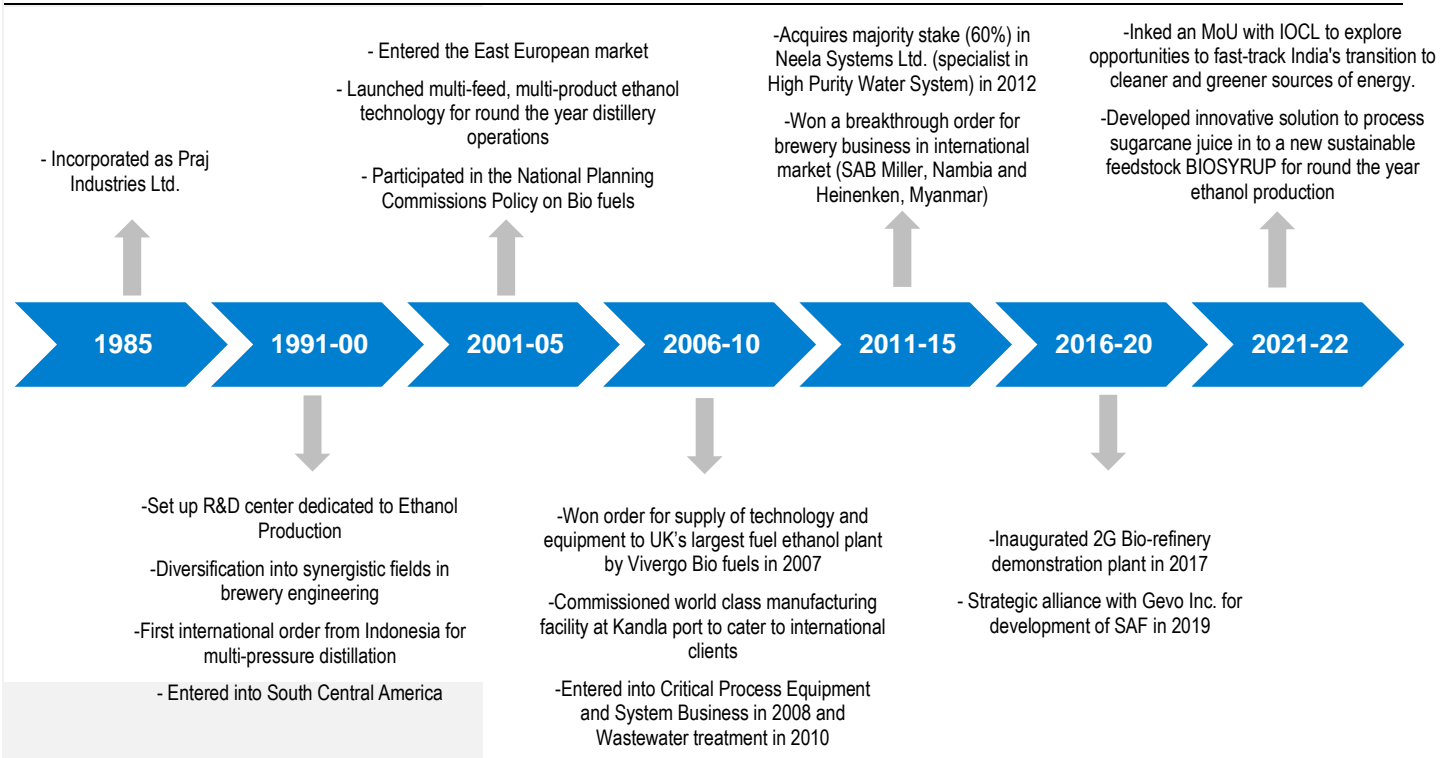 - Incorporated as Praj
Industries Ltd.
- Entered the East European market
- Launched multi-feed, multi-product ethanol
technology for round the year distillery
operations
- Participated in the National Planning
Commissions Policy on Bio fuels
-Acquires majority stake (60%) in
Neela Systems Ltd. (specialist in
High Purity Water System) in 2012
-Won a breakthrough order for
brewery business in international
market (SAB Miller, Nambia and
Heinenken, Myanmar)
-Inked an MoU with IOCL to explore
opportunities to fast-track India's transition to
cleaner and greener sources of energy.
-Developed innovative solution to process
sugarcane juice in to a new sustainable
feedstock BIOSYRUP for round the year
ethanol production
1985
1991-00
2001-05
2006-10
2011-15
2016-20
2021-22
-Set up R&D center dedicated to Ethanol
Production
-Diversification into synergistic fields in
brewery engineering
-First international order from Indonesia for
multi-pressure distillation
- Entered into South Central America
-Won order for supply of technology and
equipment to UK’s largest fuel ethanol plant
by Vivergo Bio fuels in 2007
-Commissioned world class manufacturing
facility at Kandla port to cater to international
clients
-Entered into Critical Process Equipment
and System Business in 2008 and
Wastewater treatment in 2010
-Inaugurated 2G Bio-refinery
demonstration plant in 2017
- Strategic alliance with Gevo Inc. for
development of SAF in 2019